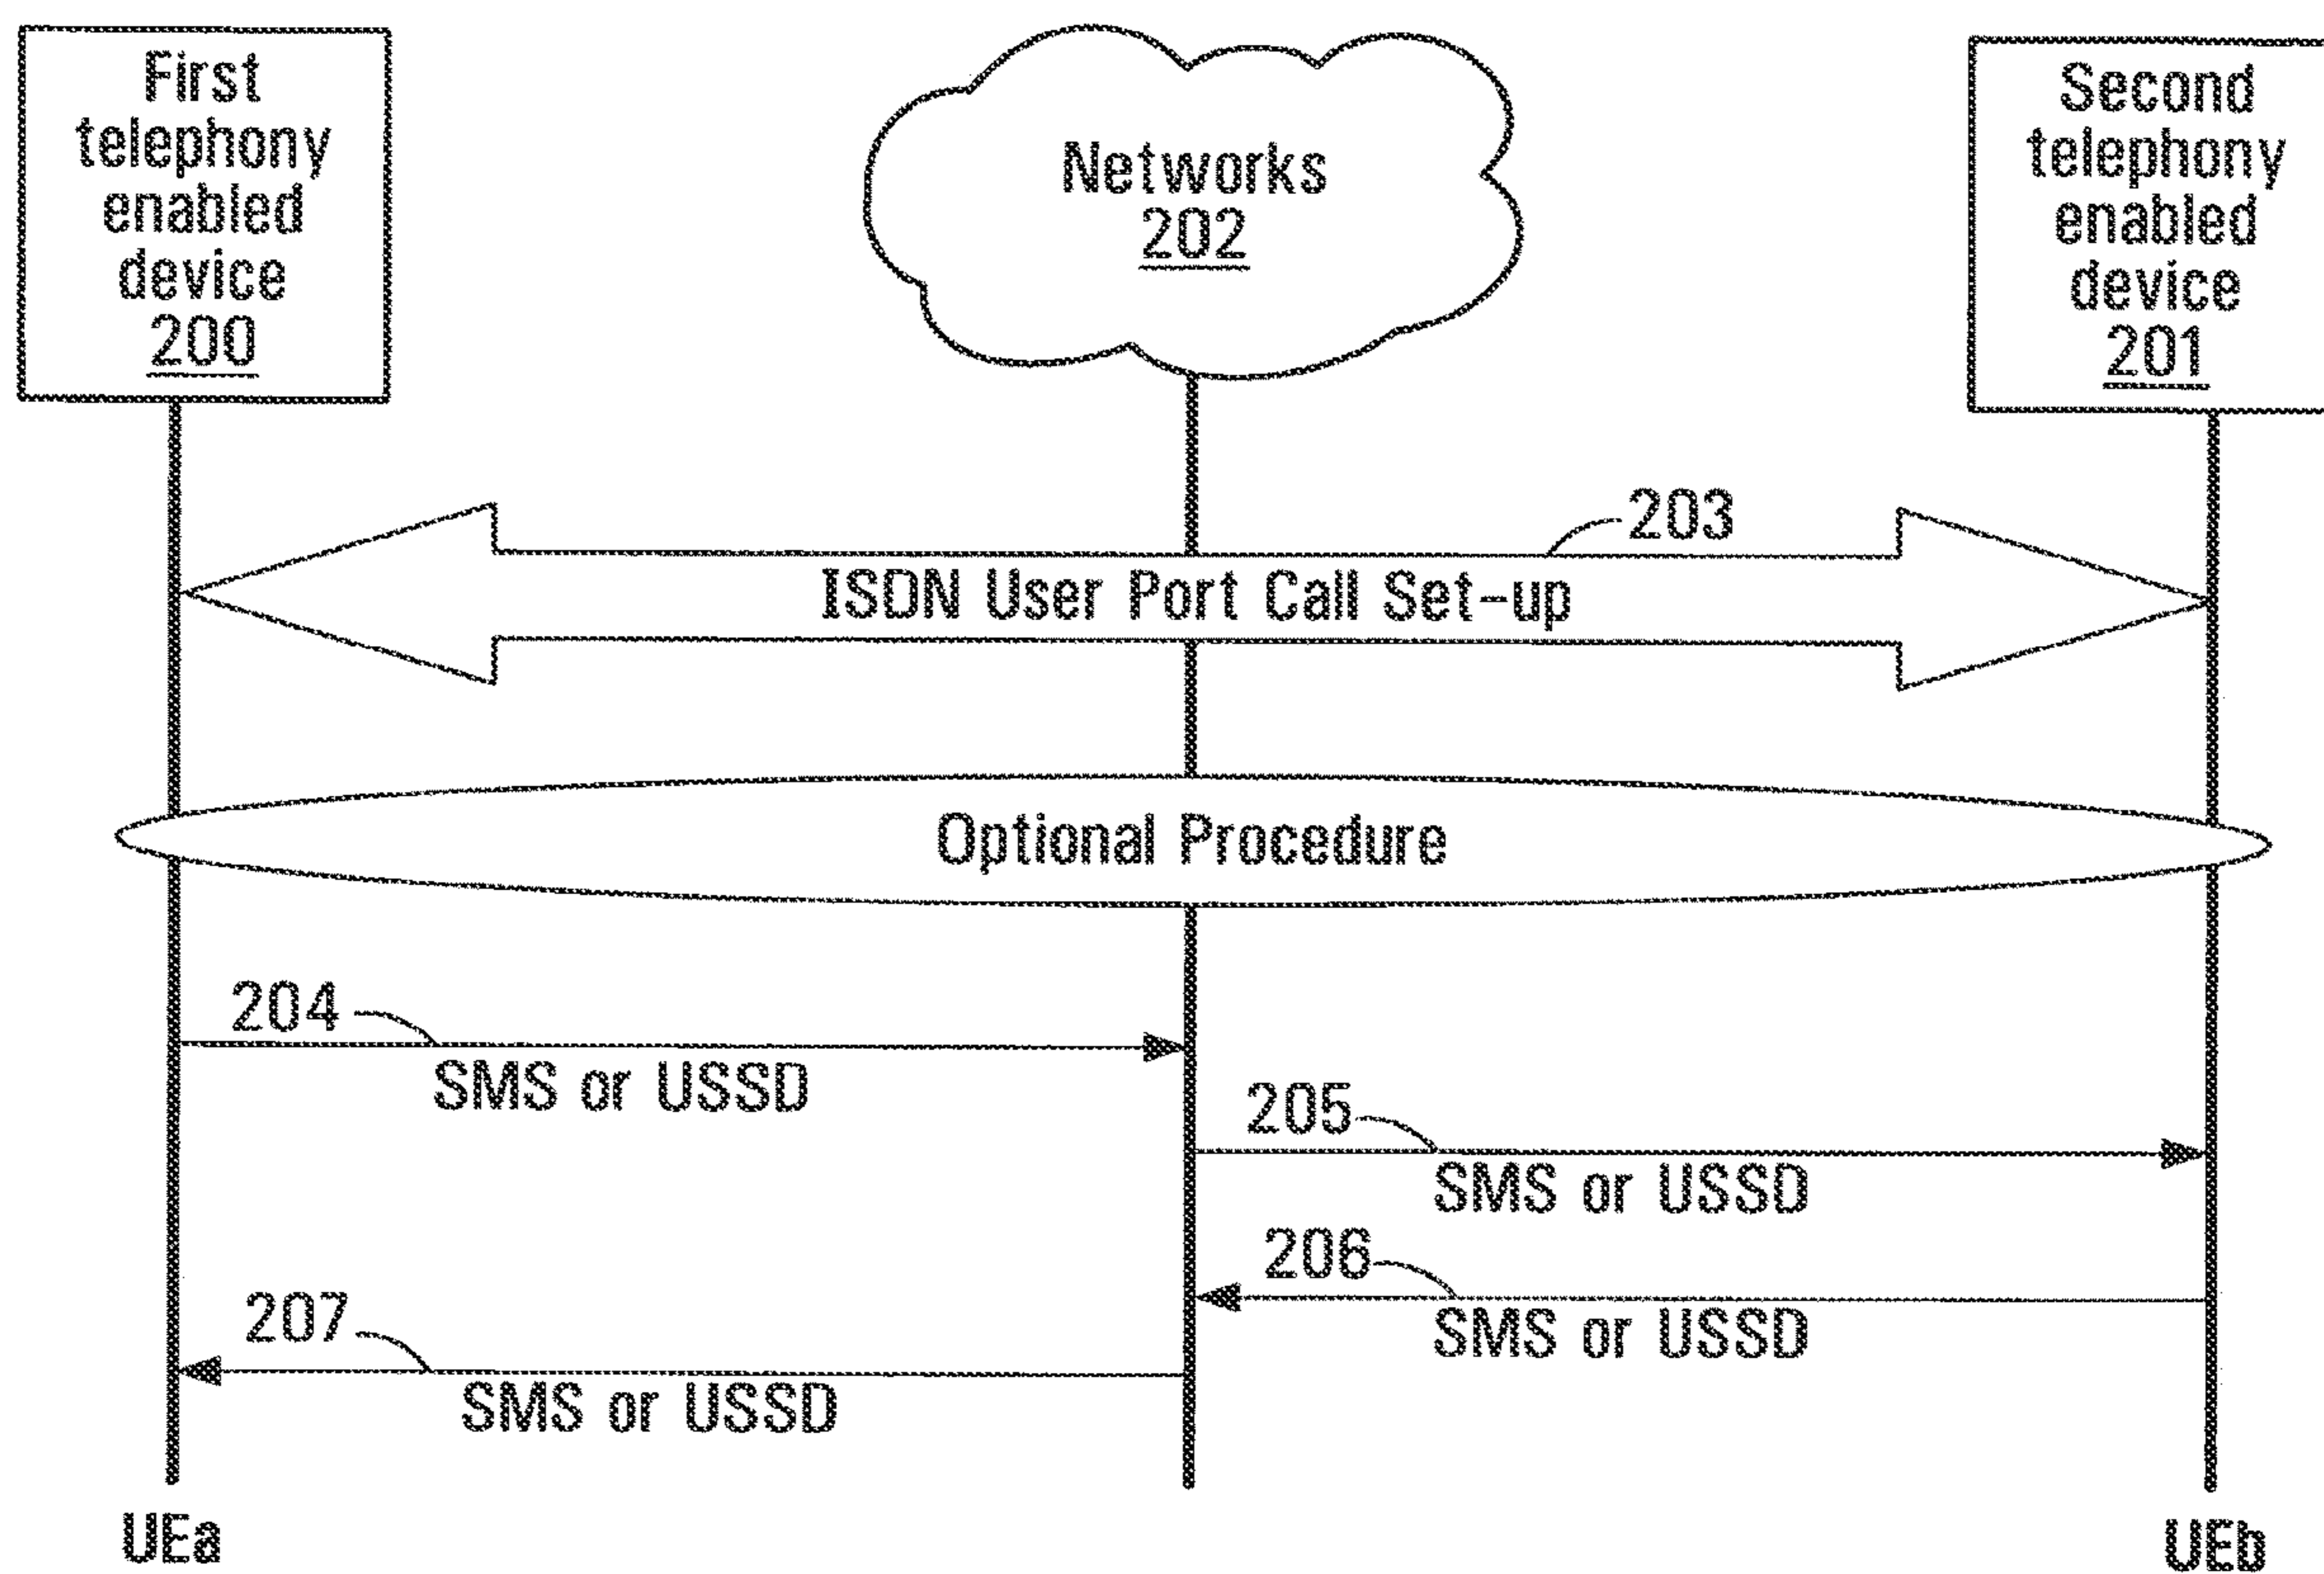 First
telephony
enabled
device
200
Networks
202
Second
telephony
enabled
device
201
203
ISDN User Port Call Set-up
Optional Procedure
204
SMS or USSD
205
SMS or USSD
206
SMS or USSD
207
SMS or USSD
UEa
UEb